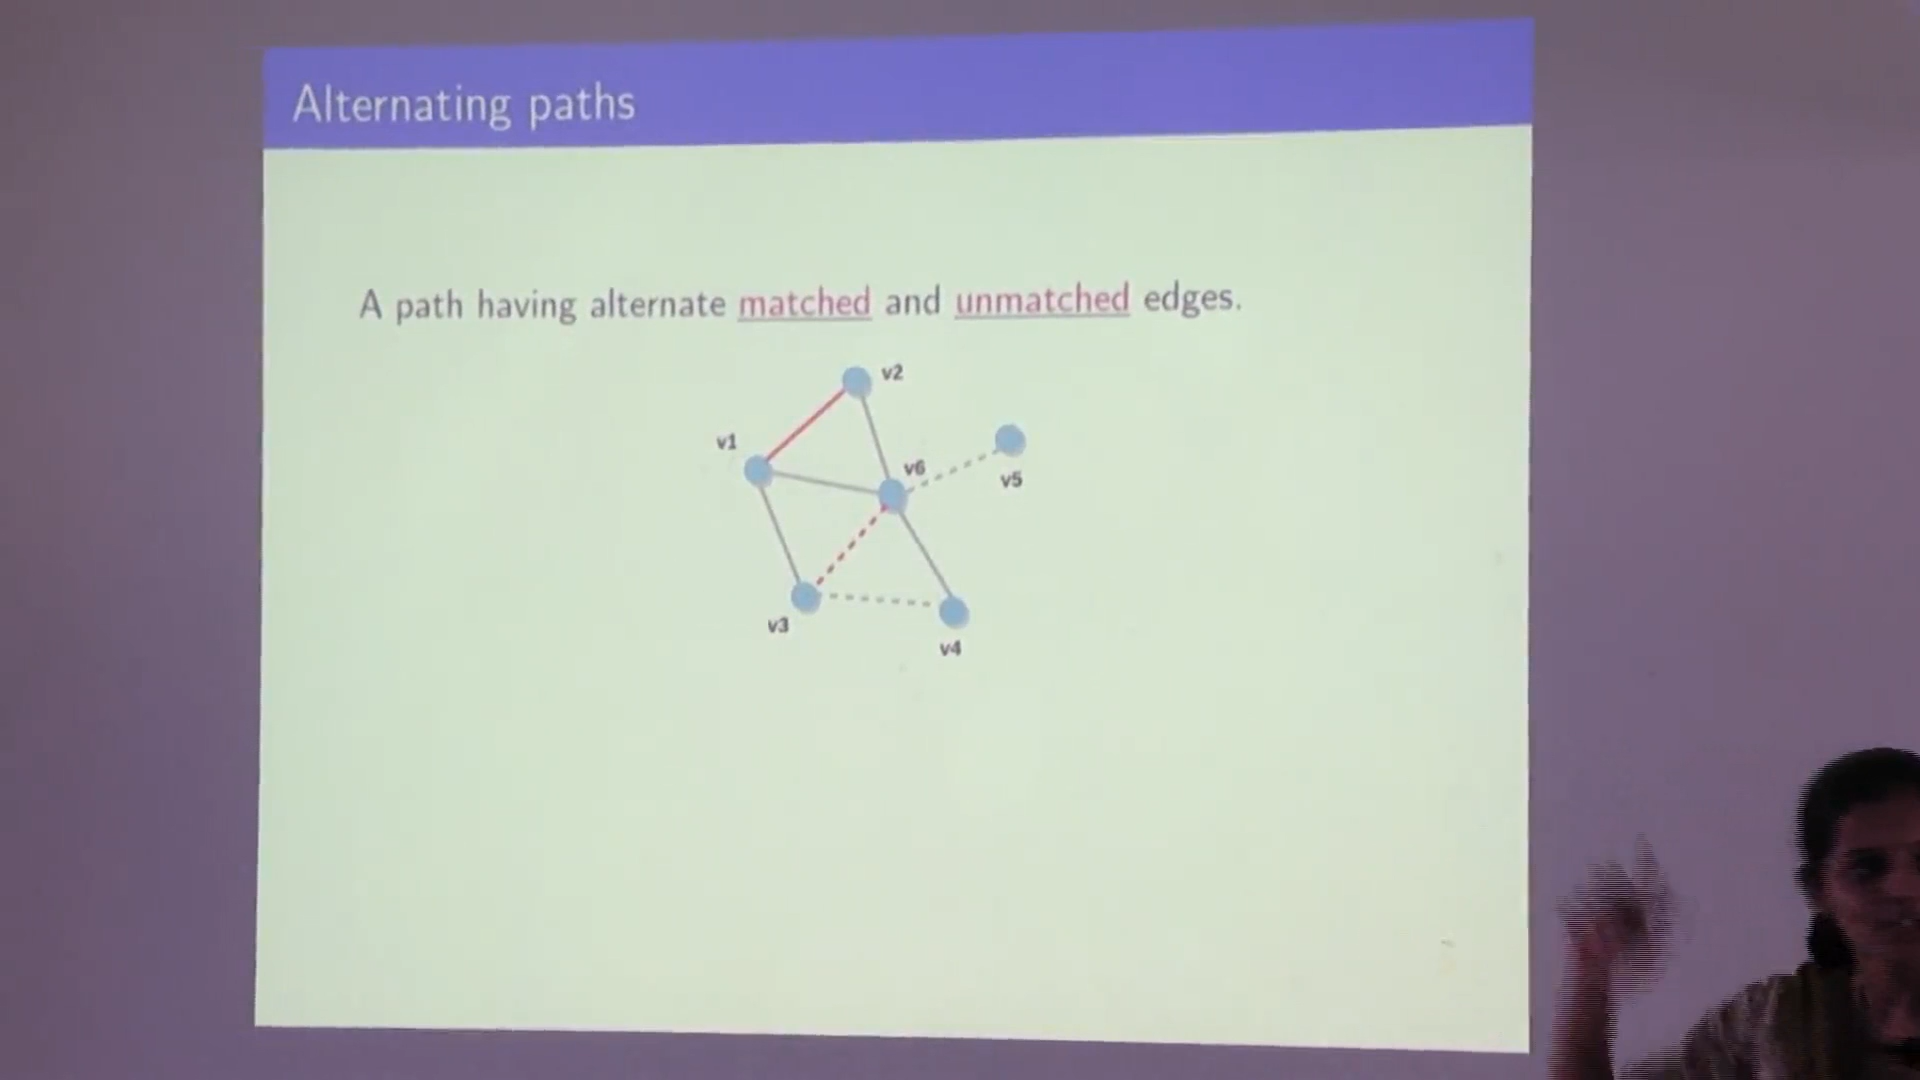 Alternating paths
A path having alternate matched and unmatched edges.
v2
v1
v6
v5
v3
v4